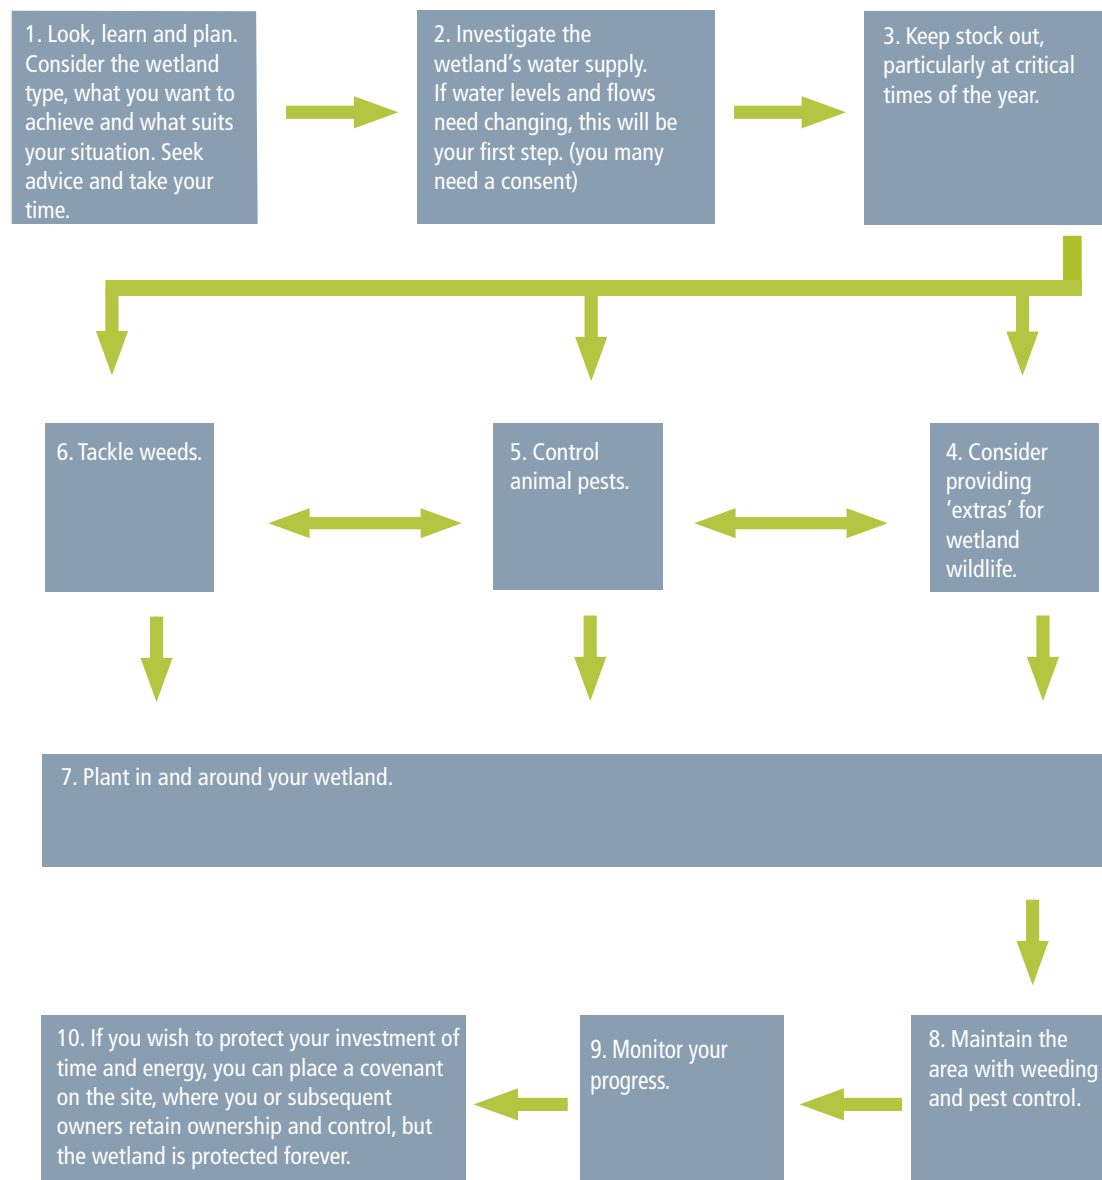 1. Look, learn and plan.
Consider the wetland
type, what you want to
achieve and what suits
your situation. Seek
advice and take your
time.
2. Investigate the
wetland’s water supply.
If water levels and flows
need changing, this will be
your first step. (you many
need a consent)
3. Keep stock out,
particularly at critical
times of the year.
6. Tackle weeds.
5. Control
animal pests.
4. Consider
providing
‘extras’ for
wetland
wildlife.
7. Plant in and around your wetland.
10. If you wish to protect your investment of
time and energy, you can place a covenant
on the site, where you or subsequent
owners retain ownership and control, but
the wetland is protected forever.
9. Monitor your
progress.
8. Maintain the
area with weeding
and pest control.